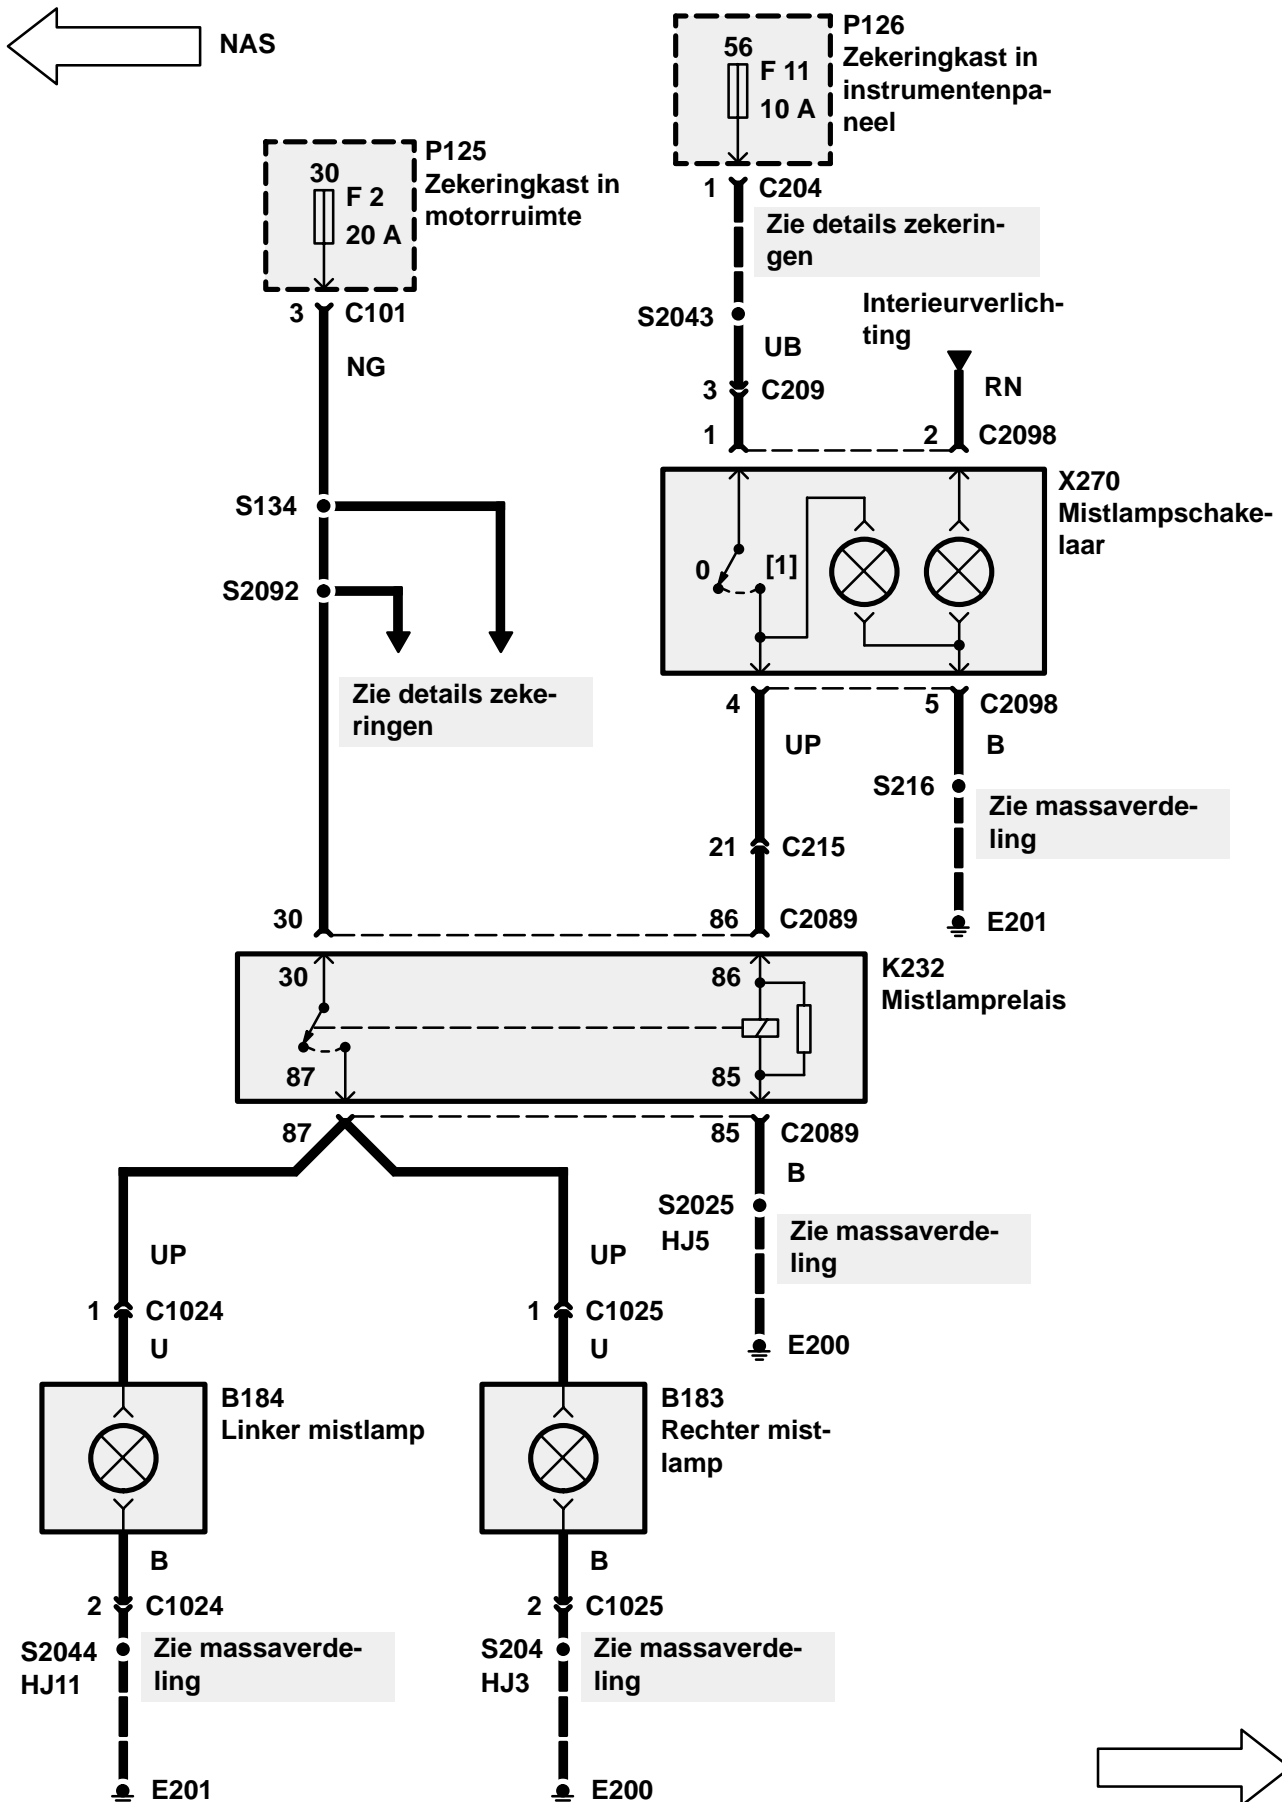 NAS
P126
Zekeringkast in
instrumentenpa-
neel
56
F 11
10 A
P125
Zekeringkast in
motorruimte
30
F 2
20 A
1
C204
Zie details zekerin-
gen
3
C101
S2043
Interieurverlich-
ting
UB
NG
3
C209
RN
1
2
C2098
X270
Mistlampschake-
laar
S134
0
[1]
S2092
Zie details zeke-
ringen
4
5
C2098
UP
B
S216
Zie massaverde-
ling
21
C215
30
86
C2089
E201
K232
Mistlamprelais
30
86
87
85
87
85
C2089
B
S2025
HJ5
Zie massaverde-
ling
UP
UP
1
C1024
1
C1025
U
U
E200
B184
Linker mistlamp
B183
Rechter mist-
lamp
B
B
2
C1024
2
C1025
S2044
HJ11
Zie massaverde-
ling
S204
HJ3
Zie massaverde-
ling
E201
E200